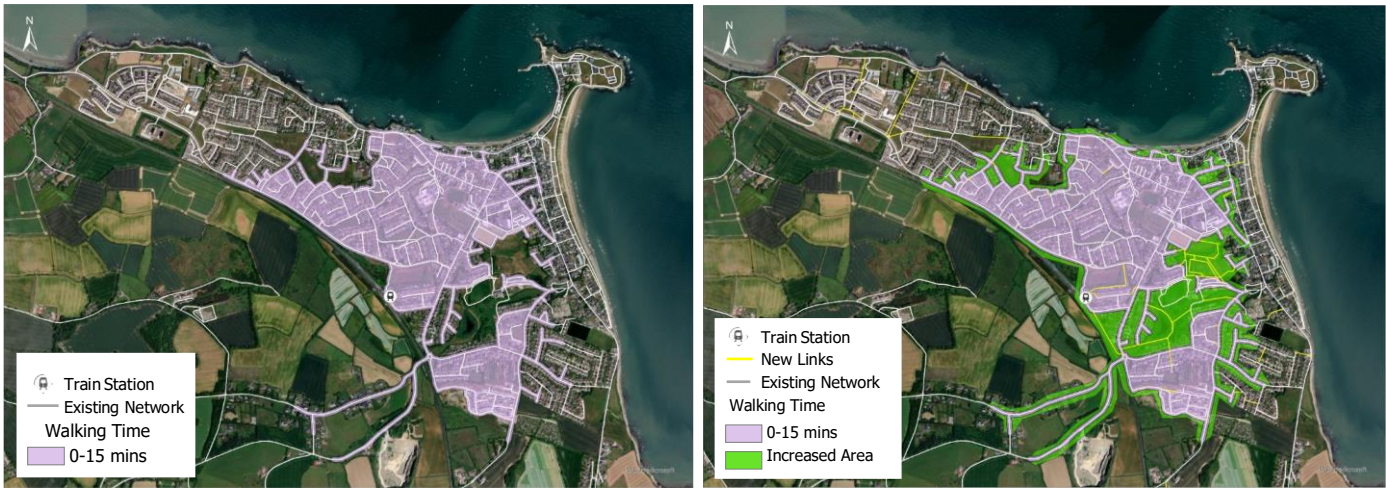 N
Train Station
Existing Network
Walking Time
0-15 mins
N
Train Station
New Links
Existing Network
Walking Time
0-15 mins
Increased Area